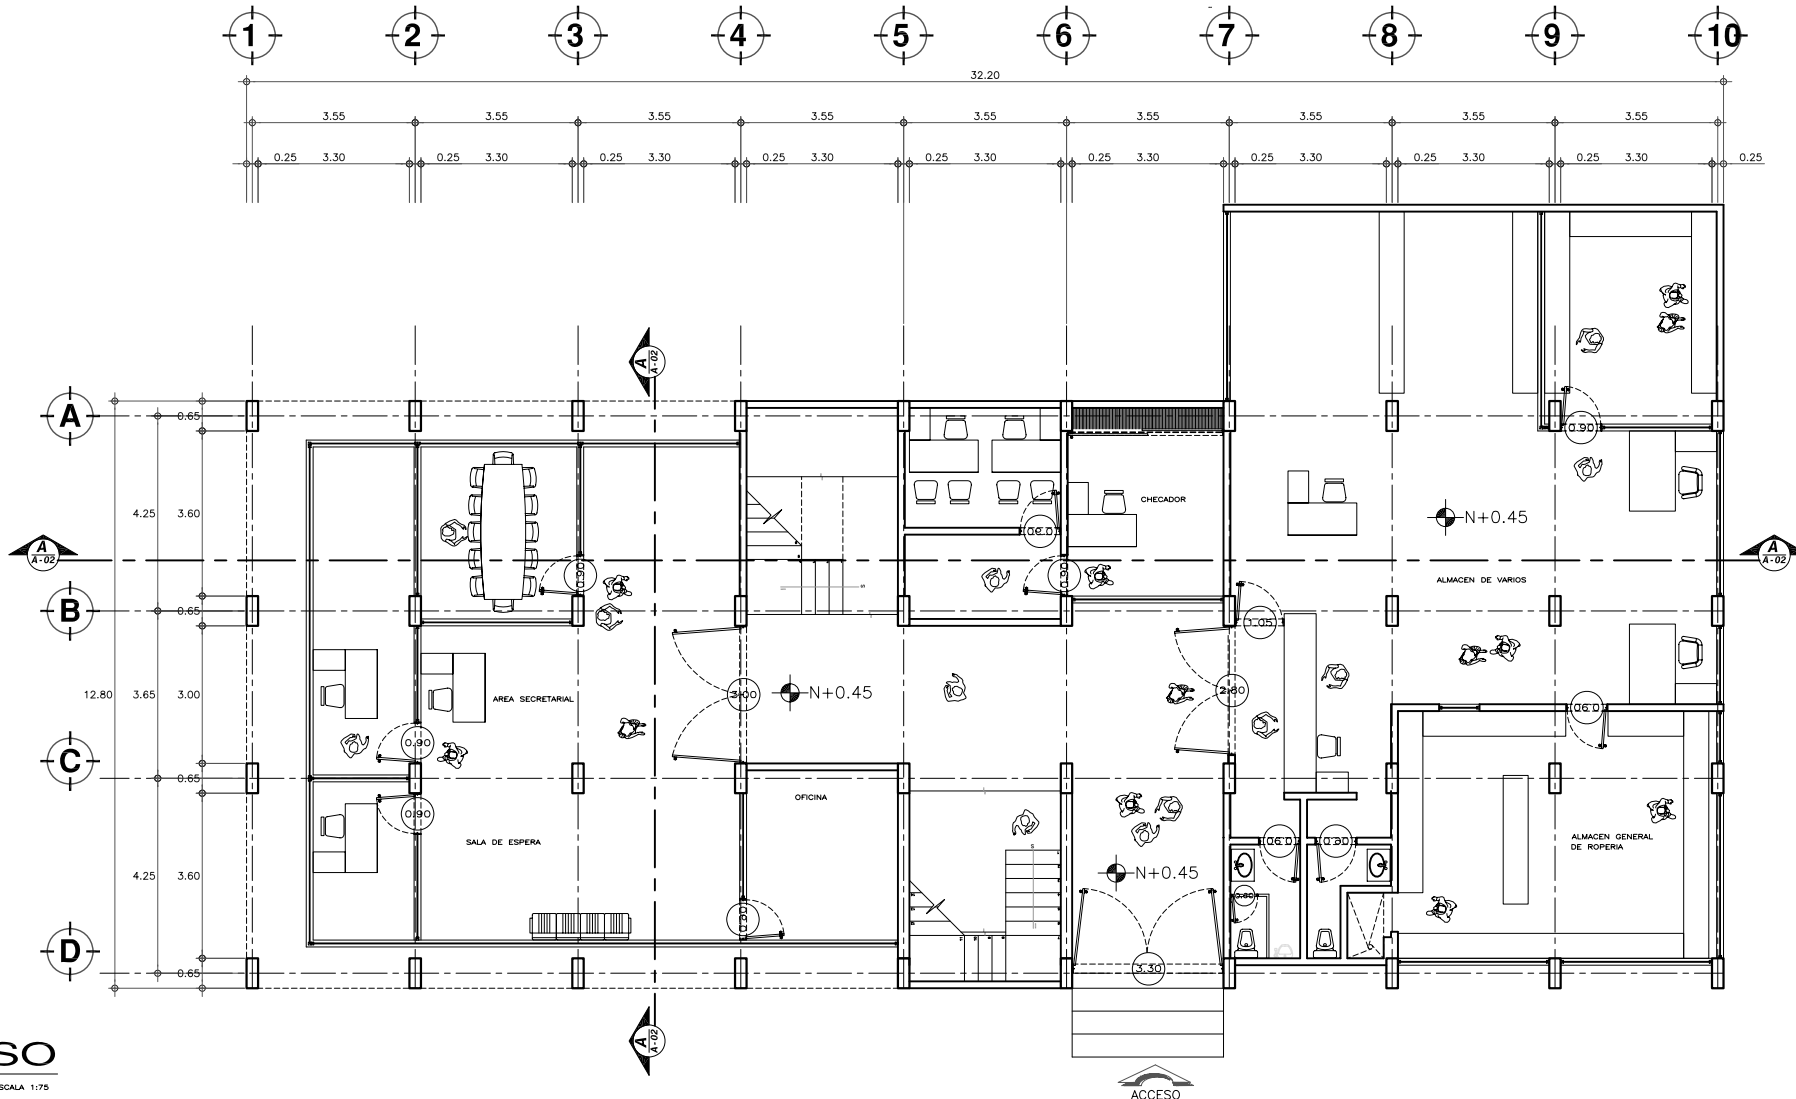 1 2 3 4 5 6 7 8 9 10
32.20
3.55 3.55 3.55 3.55 3.55 3.55 3.55 3.55 3.55
0.25 3.30 0.25 3.30 0.25 3.30 0.25 3.30 0.25 3.30 0.25 3.30 0.25 3.30 0.25 3.30 0.25 3.30 0.25
A
A-02
A
0.65
0.90
4.25 3.60
CHECADOR
N+0.45
A
A-02
A
A-02
0.90
0.90
ALMACEN DE VARIOS
B
0.65
1.05
12.80 3.65 3.00
AREA SECRETARIAL
3.00
N+0.45
2.80
0.90
C
0.65
OFICINA
0.90
SALA DE ESPERA
ALMACEN GENERAL
DE ROPERIA
4.25 3.60
N+0.45
D
0.65
3.30
A
A-02
SO
SCALA 1:75
ACCESO